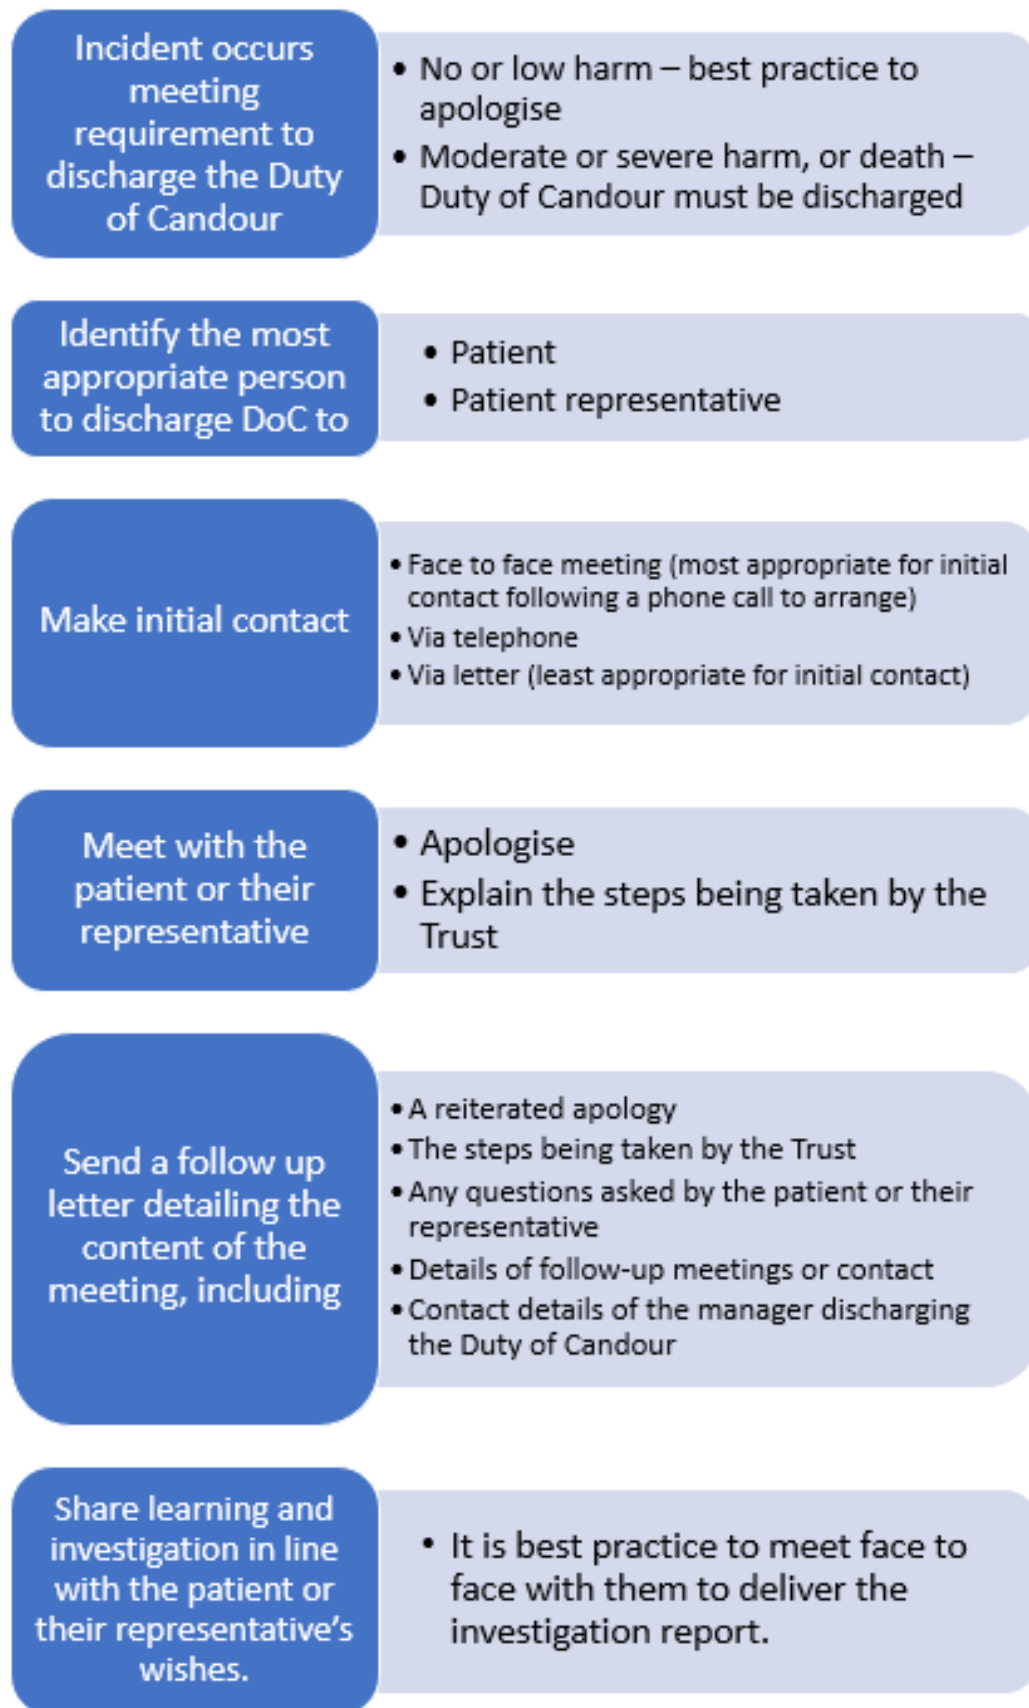 Incident occurs
meeting
requirement to
discharge the Duty
of Candour
• No or low harm – best practice to
apologise
• Moderate or severe harm, or death –
Duty of Candour must be discharged
Identify the most
appropriate person
to discharge DoC to
• Patient
• Patient representative
Make initial contact
• Face to face meeting (most appropriate for initial
contact following a phone call to arrange)
• Via telephone
• Via letter (least appropriate for initial contact)
Meet with the
patient or their
representative
• Apologise
• Explain the steps being taken by the
Trust
Send a follow up
letter detailing the
content of the
meeting, including
• A reiterated apology
• The steps being taken by the Trust
• Any questions asked by the patient or their
representative
• Details of follow-up meetings or contact
• Contact details of the manager discharging
the Duty of Candour
Share learning and
investigation in line
with the patient or
their representative's
wishes.
• It is best practice to meet face to
face with them to deliver the
investigation report.